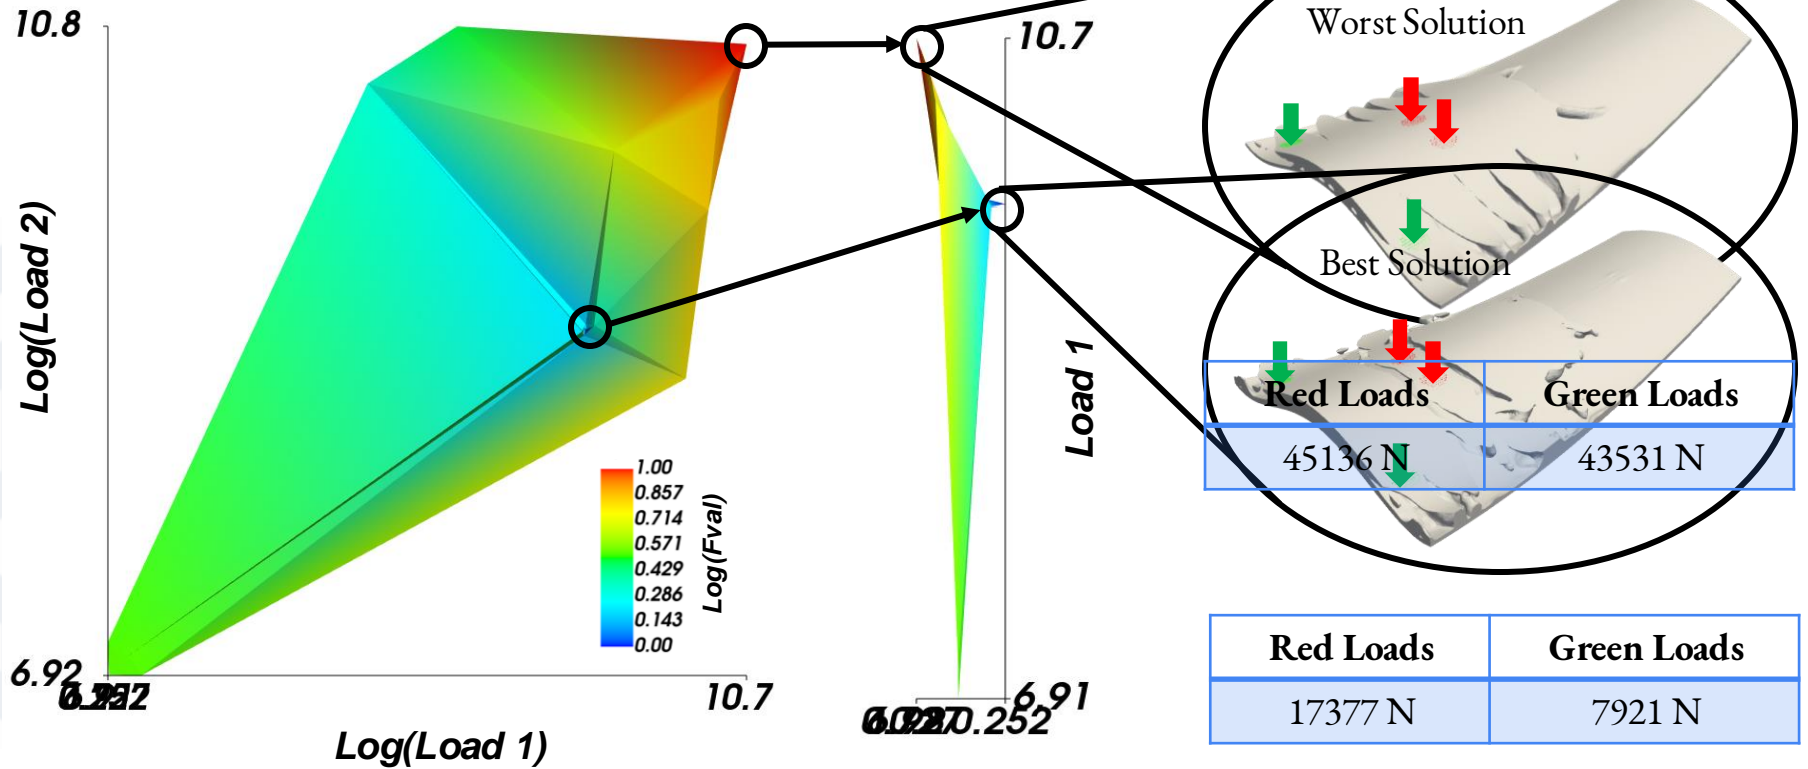 10.8
Log(Load 2)
6.92
10.7
Log(Load 1)
1.00
0.857
0.714
0.571
0.429
0.286
0.143
0.00
Log(Fval)
10.7
Load 1
6.91
0.252
Worst Solution
Best Solution
Red Loads Green Loads
45136 N 43531 N
Red Loads Green Loads
17377 N 7921 N